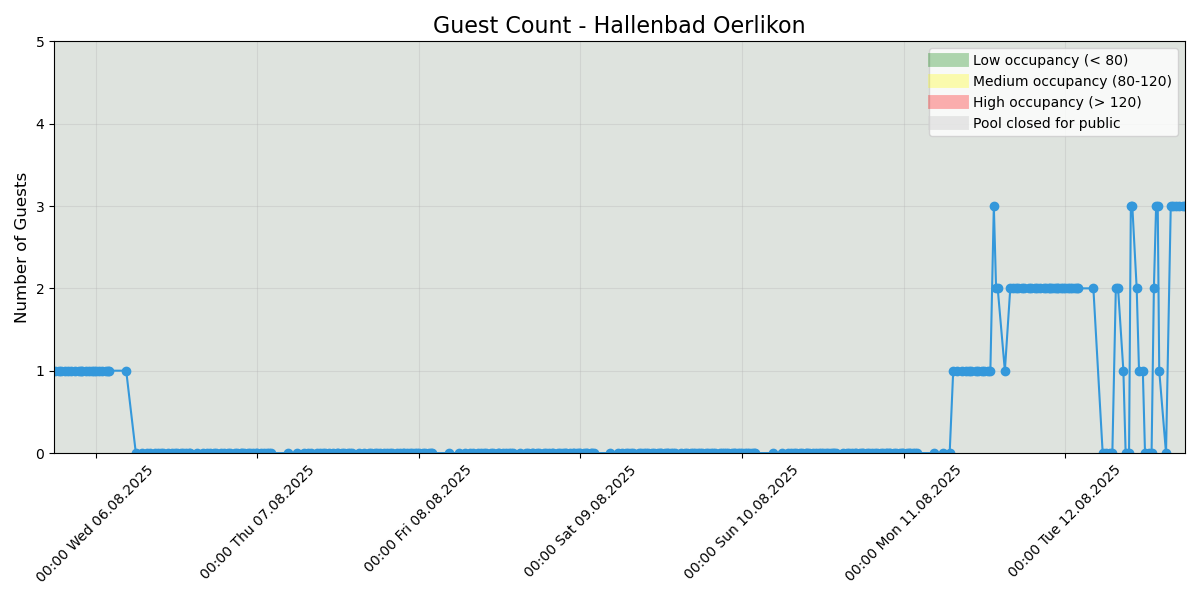 Guest Count - Hallenbad Oerlikon
Number of Guests
5
4
3
2
1
0
Low occupancy (< 80)
Medium occupancy (80-120)
High occupancy (> 120)
Pool closed for public
00:00 Wed 06.08.2025
00:00 Thu 07.08.2025
00:00 Fri 08.08.2025
00:00 Sat 09.08.2025
00:00 Sun 10.08.2025
00:00 Mon 11.08.2025
00:00 Tue 12.08.2025